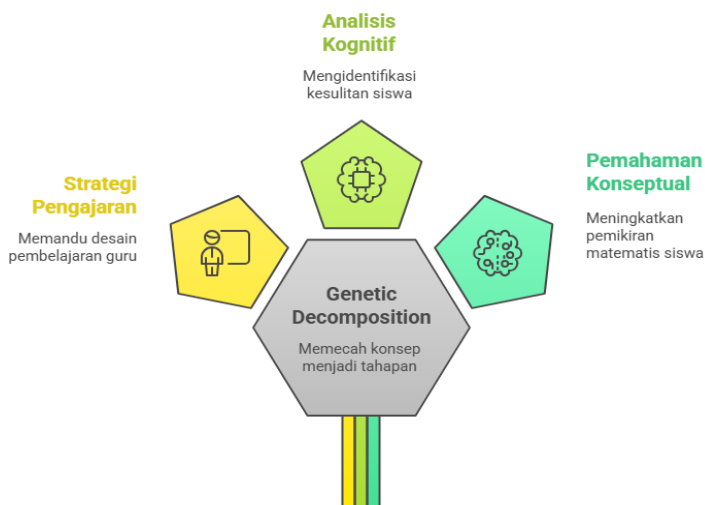 Analisis
Kognitif
Mengidentifikasi
kesulitan siswa
Strategi
Pengajaran
Memandu desain
pembelajaran guru
Pemahaman
Konseptual
Meningkatkan
pemikiran
matematis siswa
Genetic
Decomposition
Memecah konsep
menjadi tahapan